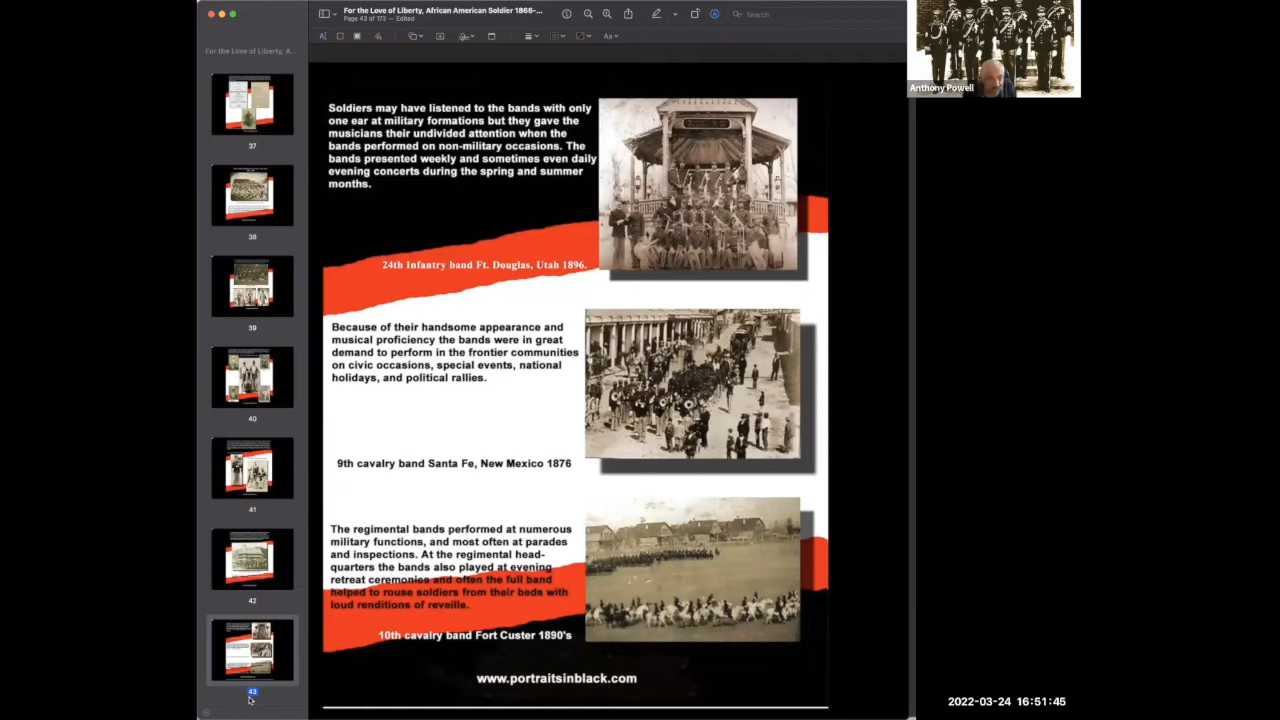 For the Love of Liberty, African American Soldier 1866-...
Page 43 of 173 — Edited
Search
For the Love of Liberty, A...
Aa
37
38
39
40
41
42
43
Soldiers may have listened to the bands with only
one ear at military formations but they gave the
musicians their undivided attention when the
bands performed on non-military occasions. The
bands presented weekly and sometimes even daily
evening concerts during the spring and summer
months.
24th Infantry band Ft. Douglas, Utah 1896.
Because of their handsome appearance and
musical proficiency the bands were in great
demand to perform in the frontier communities
on civic occasions, special events, national
holidays, and political rallies.
9th cavalry band Santa Fe, New Mexico 1876
The regimental bands performed at numerous
military functions, and most often at parades
and inspections. At the regimental head-
quarters the bands also played at evening
retreat ceremonies and often the full band
helped to rouse soldiers from their beds with
loud renditions of reveille.
10th cavalry band Fort Custer 1890's
www.portraitsinblack.com
Anthony Powell
2022-03-24 16:51:45